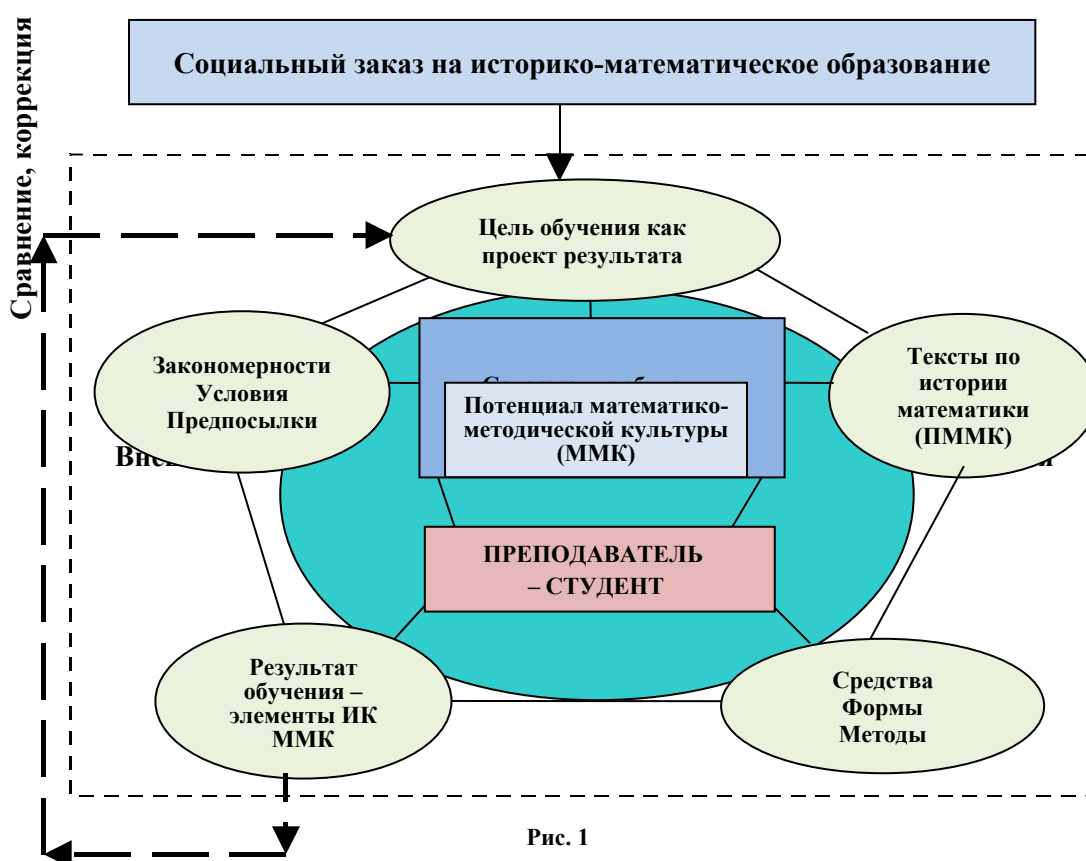 Сравнение, коррекция
Социальный заказ на историко-математическое образование
Цель обучения как
проект результата
Закономерности
Условия
Предпосылки
Тексты по
истории
математики
(ПММК)
Потенциал математико-
методической культуры
(ММК)
ПРЕПОДАВАТЕЛЬ
– СТУДЕНТ
Результат
обучения –
элементы ИК
ММК
Средства
Формы
Методы
Рис. 1